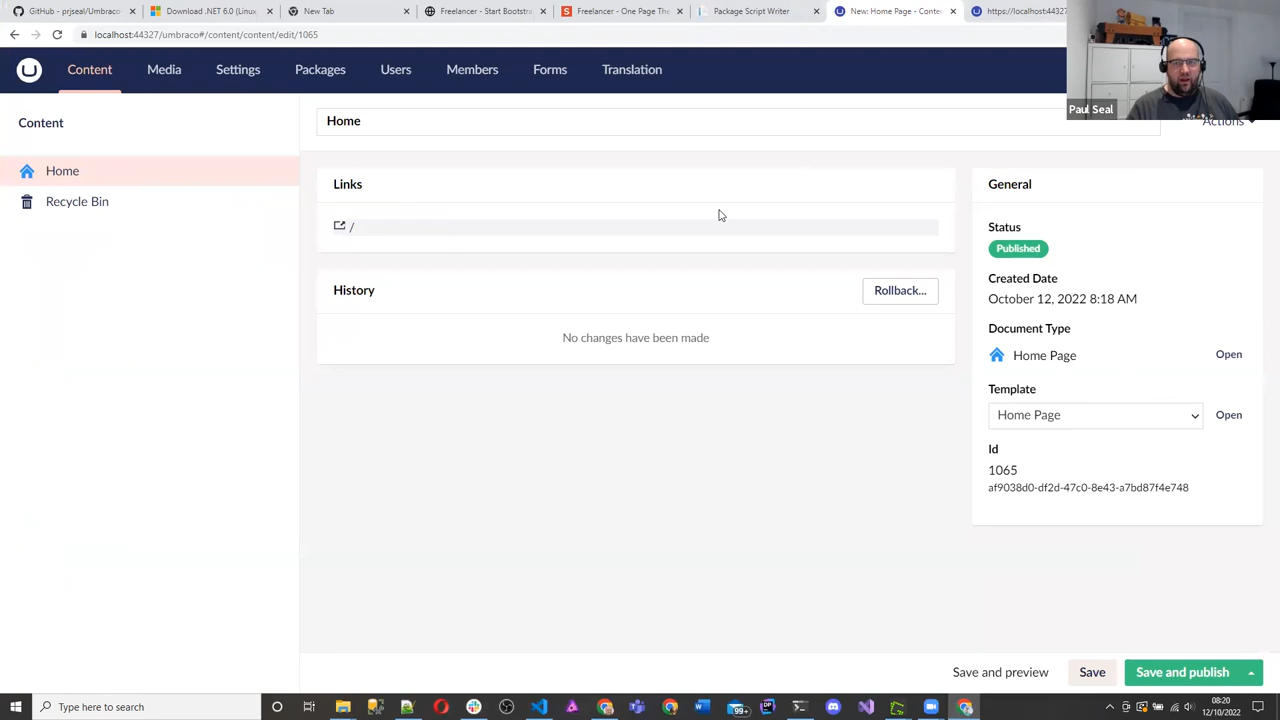 GitHub - prjseal/Umbraco-
Download .NET 6.0 (Linux,
New Tab
Freelancer - Start Bootstra
Freelancer - One Page The
Package Script Writer
New: Home Page - Conten
https://localhost:44327
localhost:44327/umbraco#/content/content/edit/1065
Content
Media
Settings
Packages
Users
Members
Forms
Translation
Paul Seal
Content
Home
Actions
Home
Recycle Bin
Links
/
History
Rollback...
No changes have been made
General
Status
Published
Created Date
October 12, 2022 8:18 AM
Document Type
Home Page
Open
Template
Home Page
Open
Id
1065
af9038d0-df2d-47c0-8e43-a7bd87f4e748
Save and preview
Save
Save and publish
Type here to search
99+
08:20
12/10/2022